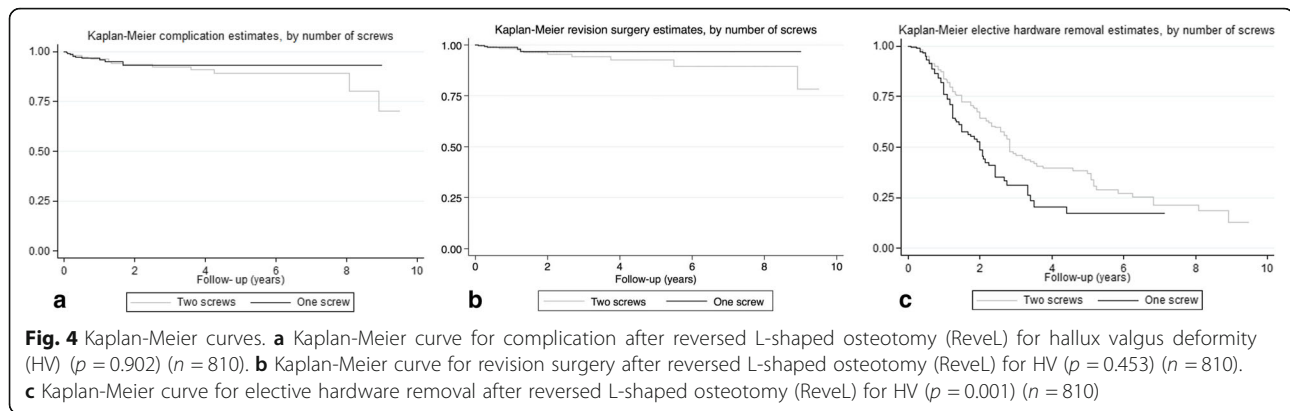 Kaplan-Meier complication estimates, by number of screws
1.00
0.75
0.50
0.25
0.00
0 2 4 6 8 10
Follow- up (years)
Two screws One screw
a
Kaplan-Meier revision surgery estimates, by number of screws
1.00
0.75
0.50
0.25
0.00
0 2 4 6 8 10
Follow-up (years)
Two screws One screw
b
Kaplan-Meier elective hardware removal estimates, by number of screws
1.00
0.75
0.50
0.25
0.00
0 2 4 6 8 10
Follow-up (years)
Two screws One screw
c
Fig. 4 Kaplan-Meier curves. a Kaplan-Meier curve for complication after reversed L-shaped osteotomy (ReveL) for hallux valgus deformity
(HV) (p = 0.902) (n = 810). b Kaplan-Meier curve for revision surgery after reversed L-shaped osteotomy (ReveL) for HV (p = 0.453) (n = 810).
c Kaplan-Meier curve for elective hardware removal after reversed L-shaped osteotomy (ReveL) for HV (p = 0.001) (n = 810)